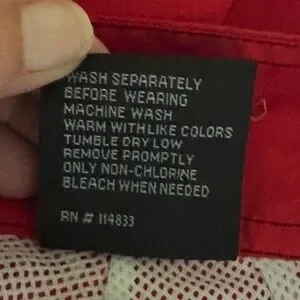 WASH SEPARATELY
BEFORE WEARING
MACHINE WASH
WARM WITH LIKE COLORS
TUMBLE DRY LOW
REMOVE PROMPTLY
ONLY NON-CHLORINE
BLEACH WHEN NEEDED
RN # 114833